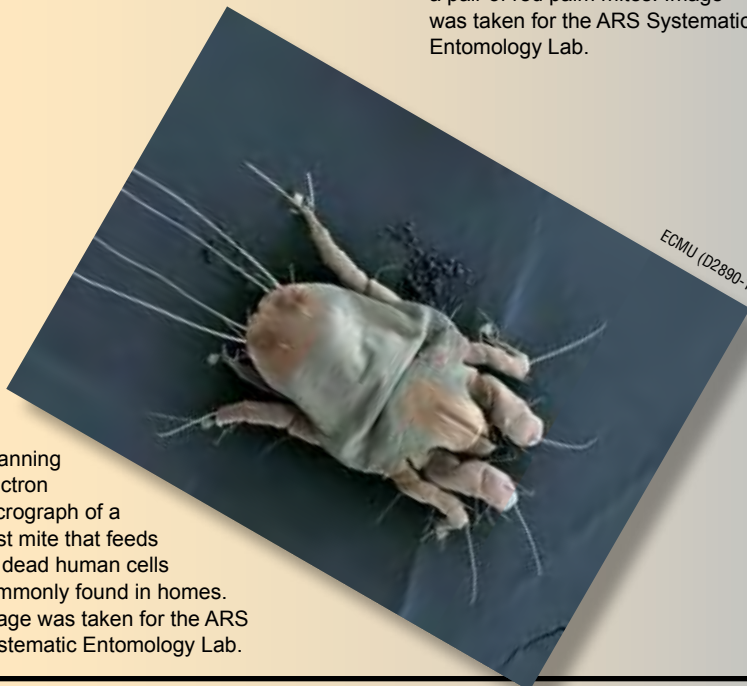 a pair of red palm mites. Image
was taken for the ARS Systematic
Entomology Lab.
ECMU (D2890-
anning
ctron
crograph of a
st mite that feeds
dead human cells
mmonly found in homes.
age was taken for the ARS
stematic Entomology Lab.